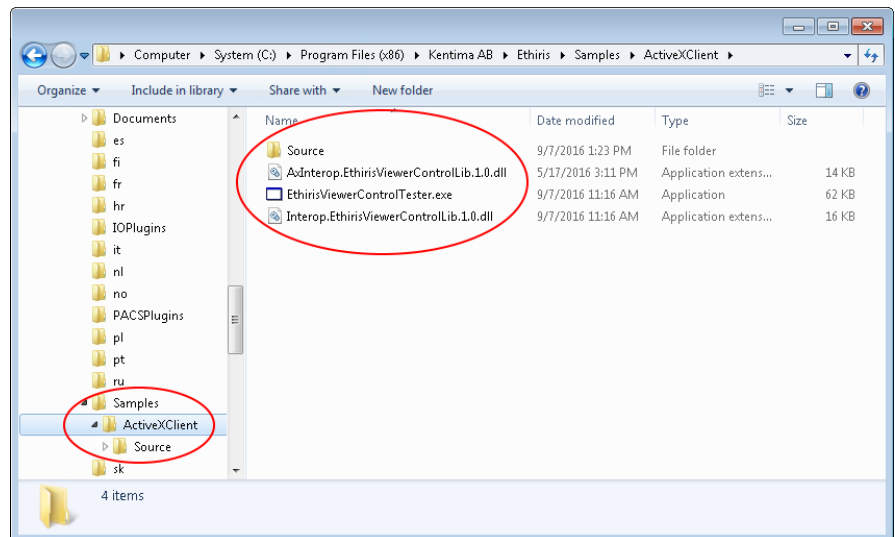 Computer System (C:) Program Files (x86) Kentima AB Ethiris Samples ActiveXClient
Organize Include in library Share with New folder
Name Date modified Type Size
Documents
es
fi
fr
hr
IOPlugins
it
nl
no
PACSPlugins
pl
pt
ru
Samples
ActiveXClient
Source
sk
Source 9/7/2016 1:23 PM File folder
AxInterop.EthirisViewerControlLib.1.0.dll 5/17/2016 3:11 PM Application extens... 14 KB
EthirisViewerControlTester.exe 9/7/2016 11:16 AM Application 62 KB
Interop.EthirisViewerControlLib.1.0.dll 9/7/2016 11:16 AM Application extens... 16 KB
4 items